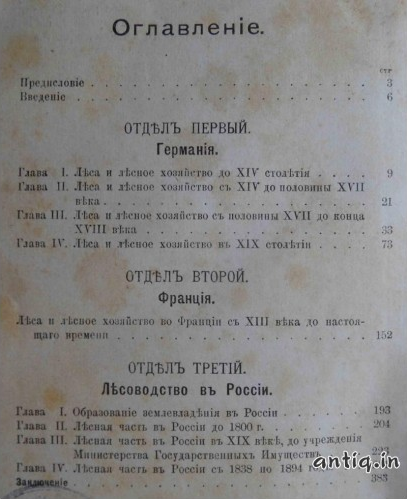 Оглавленіе.
стр
Предисловіе . . . . . . . . . . . . 3
Введеніе . . . . . . . . . . . . 6
ОТДѢЛЪ ПЕРВЫЙ.
Германія.
Глава I. Лѣса и лѣсное хозяйство до XIV столѣтія . . . . 9
Глава II. Лѣса и лѣсное хозяйство съ XIV до половины XVII
вѣка . . . . . . . . . . . . 21
Глава III. Лѣса и лѣсное хозяйство съ половины XVII до конца
XVIII вѣка . . . . . . . . . . . . 33
Глава IV. Лѣса и лѣсное хозяйство въ XIX столѣтіи . . . . 73
ОТДѢЛЪ ВТОРОЙ.
Франція.
Лѣса и лѣсное хозяйство во Франціи съ XIII вѣка до настоя-
щаго времени . . . . . . . . . . . . 152
ОТДѢЛЪ ТРЕТІЙ.
Лѣсоводство въ Россіи.
Глава I. Образованіе землевладѣнія въ Россіи . . . . 193
Глава II. Лѣсная часть въ Россіи до 1800 г. . . . . 204
Глава III. Лѣсная часть въ Россіи въ XIX вѣкѣ, до учрежденія
Министерства Государственныхъ Имуществъ
Глава IV. Лѣсная часть въ Россіи съ 1838 по 1894 г.
Заключеніе . . . . . . . . . . . . 383
antiq.in